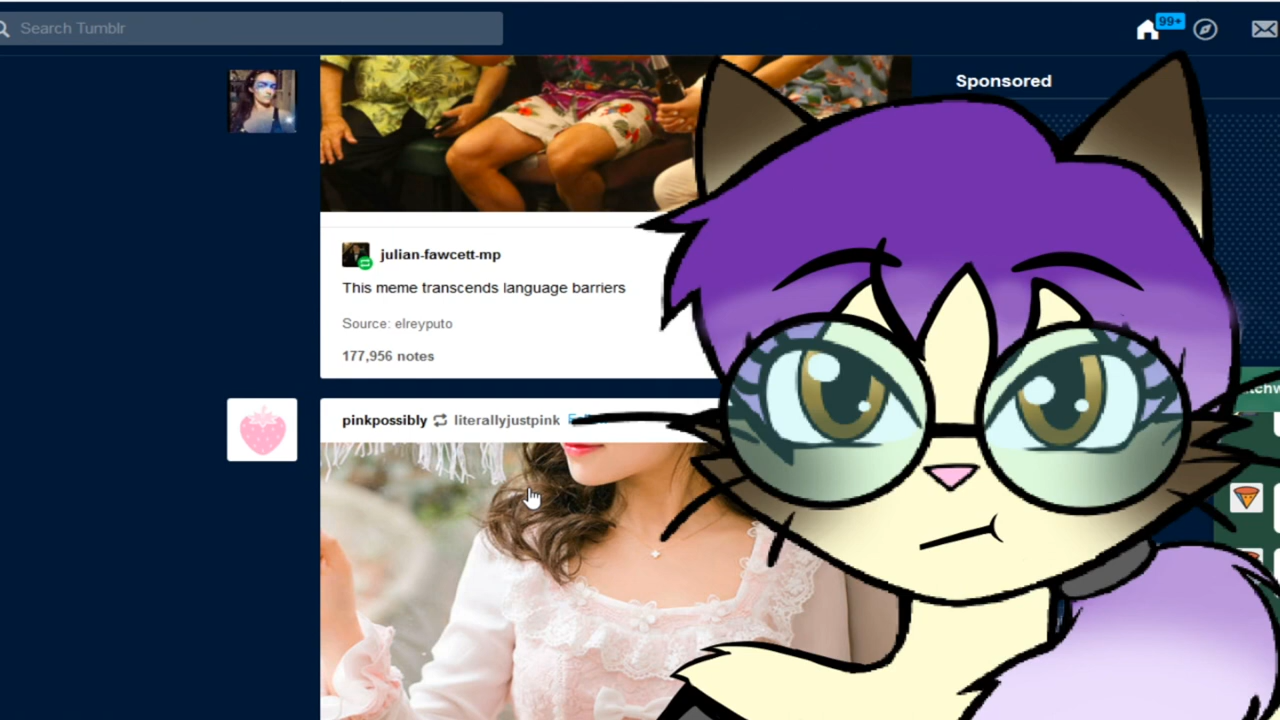 Search Tumblr
99+
Sponsored
julian-fawcett-mp
This meme transcends language barriers
Source: elreyputo
177,956 notes
pinkpossibly literallyjustpink